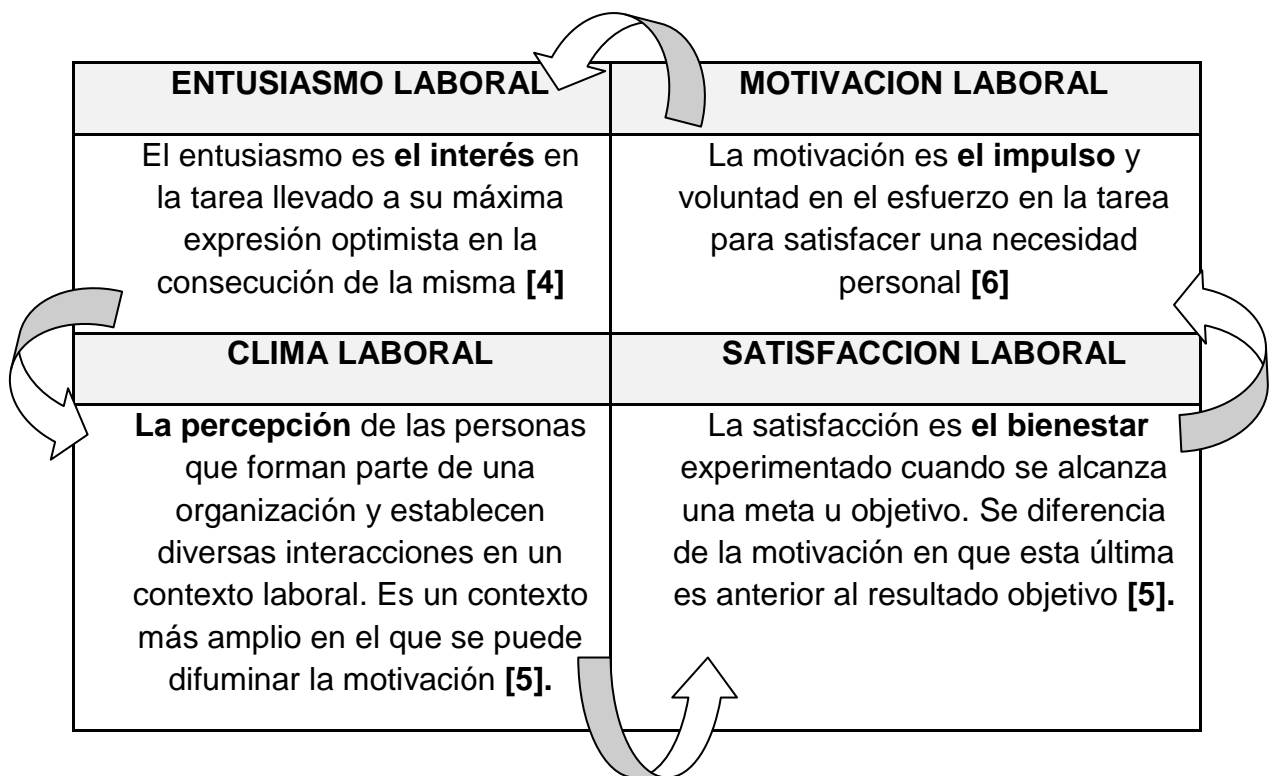 ENTUSIASMO LABORAL
MOTIVACION LABORAL
El entusiasmo es el interés en
la tarea llevado a su máxima
expresión optimista en la
consecución de la misma [4]
La motivación es el impulso y
voluntad en el esfuerzo en la tarea
para satisfacer una necesidad
personal [6]
CLIMA LABORAL
SATISFACCION LABORAL
La percepción de las personas
que forman parte de una
organización y establecen
diversas interacciones en un
contexto laboral. Es un contexto
más amplio en el que se puede
difuminar la motivación [5].
La satisfacción es el bienestar
experimentado cuando se alcanza
una meta u objetivo. Se diferencia
de la motivación en que esta última
es anterior al resultado objetivo [5].